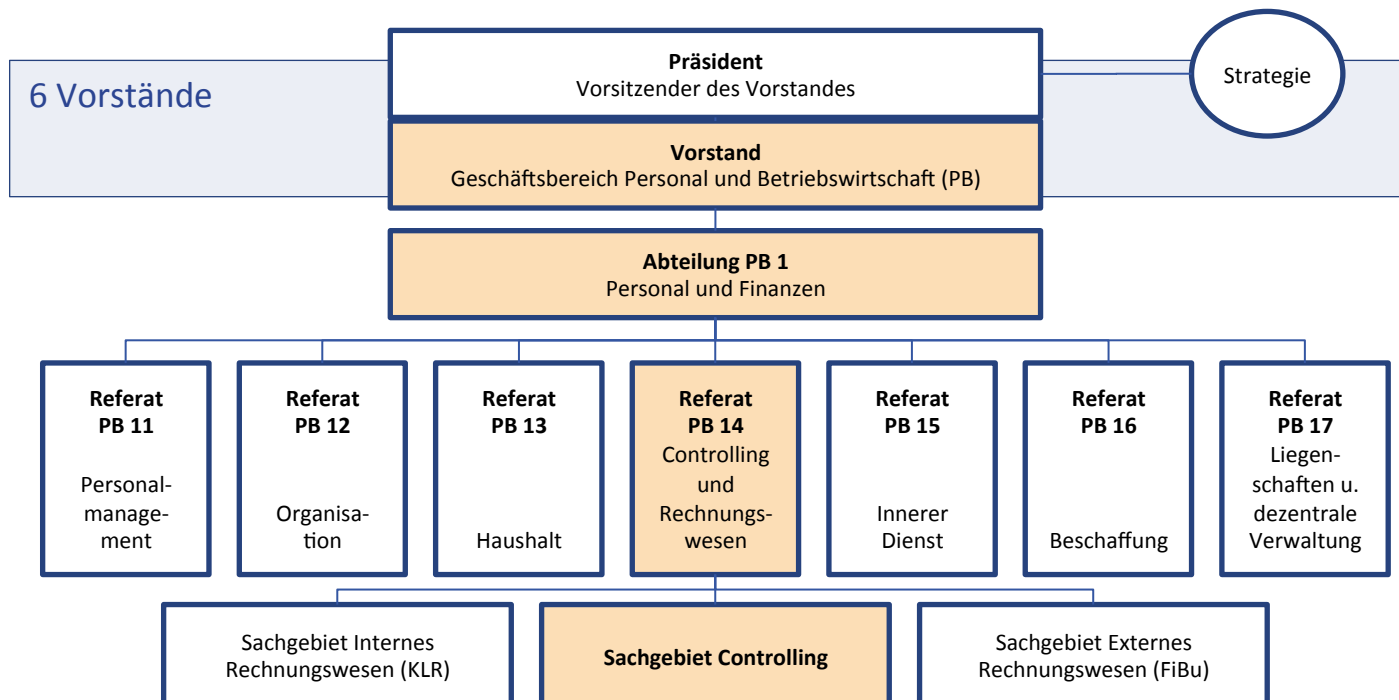 6 Vorstände
Präsident
Vorsitzender des Vorstandes
Strategie
Vorstand
Geschäftsbereich Personal und Betriebswirtschaft (PB)
Abteilung PB 1
Personal und Finanzen
Referat
PB 11
Personal-
manage-
ment
Referat
PB 12
Organisa-
tion
Referat
PB 13
Haushalt
Referat
PB 14
Controlling
und
Rechnungs-
wesen
Referat
PB 15
Innerer
Dienst
Referat
PB 16
Beschaffung
Referat
PB 17
Liegen-
schaften u.
dezentrale
Verwaltung
Sachgebiet Internes
Rechnungswesen (KLR)
Sachgebiet Controlling
Sachgebiet Externes
Rechnungswesen (FiBu)